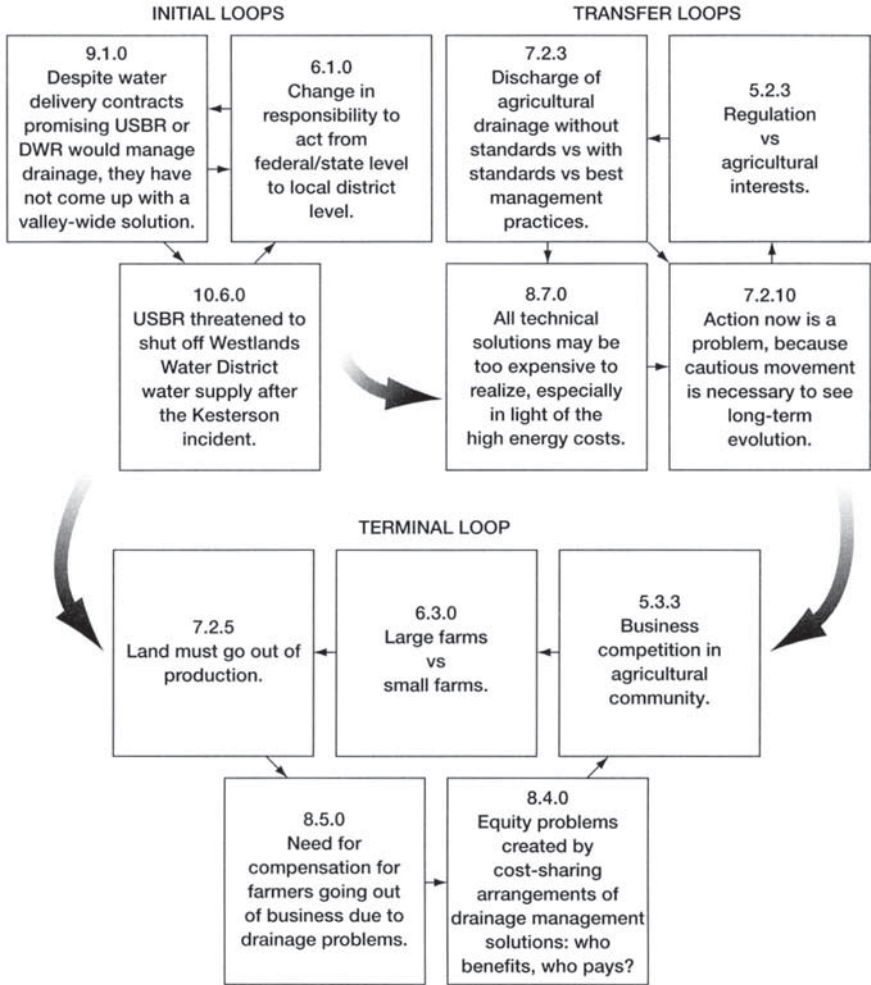 INITIAL LOOPS
9.1.0
Despite water
delivery contracts
promising USBR or
DWR would manage
drainage, they have
not come up with a
valley-wide solution.
6.1.0
Change in
responsibility to
act from
federal/state level
to local district
level.
10.6.0
USBR threatened to
shut off Westlands
Water District
water supply after
the Kesterson
incident.
TRANSFER LOOPS
7.2.3
Discharge of
agricultural
drainage without
standards vs with
standards vs best
management
practices.
5.2.3
Regulation
vs
agricultural
interests.
8.7.0
All technical
solutions may be
too expensive to
realize, especially
in light of the
high energy costs.
7.2.10
Action now is a
problem, because
cautious movement
is necessary to see
long-term
evolution.
TERMINAL LOOP
7.2.5
Land must go out of
production.
6.3.0
Large farms
vs
small farms.
5.3.3
Business
competition in
agricultural
community.
8.5.0
Need for
compensation for
farmers going out
of business due to
drainage problems.
8.4.0
Equity problems
created by
cost-sharing
arrangements of
drainage management
solutions: who
benefits, who pays?